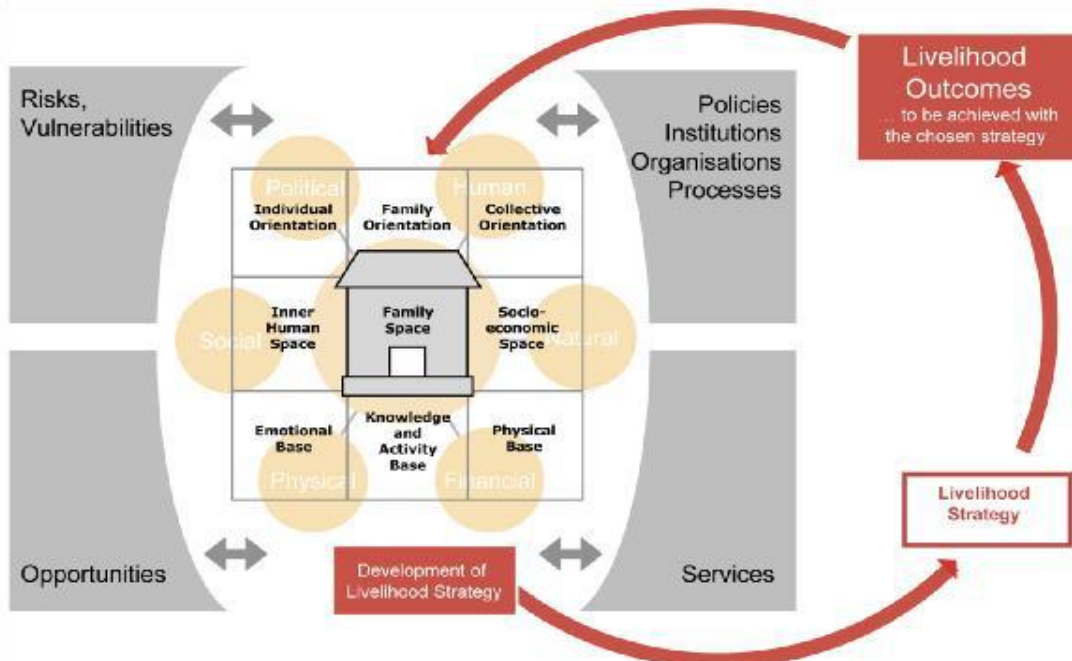 Risks,
Vulnerabilities
Policies
Institutions
Organisations
Processes
Livelihood
Outcomes
... to be achieved with
the chosen strategy
Political
Human
Individual
Orientation
Family
Orientation
Collective
Orientation
Social
Inner
Human
Space
Family
Space
Socio-
economic
Space
Natural
Emotional
Base
Knowledge
and
Activity
Base
Physical
Base
Physical
Financial
Livelihood
Strategy
Opportunities
Development of
Livelihood Strategy
Services